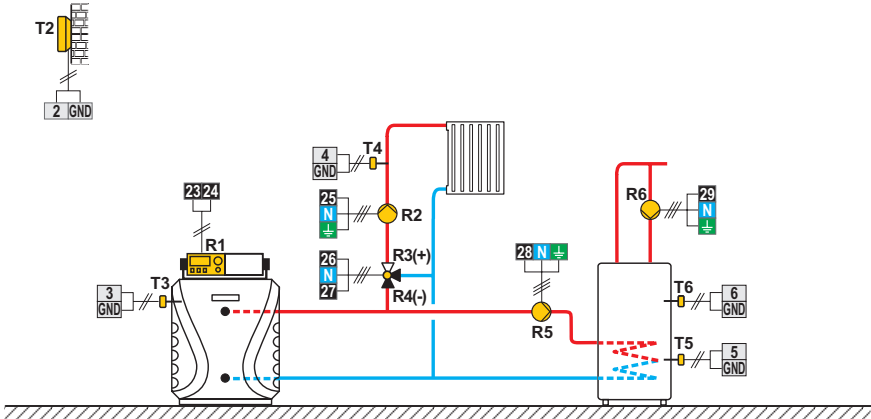 T2
2 GND
T4
4
GND
23 24
25
N
R2
R1
R3(+)
26
N
27
R4(-)
T3
3
GND
28 N
R5
R6
29
N
T6
6
GND
T5
5
GND